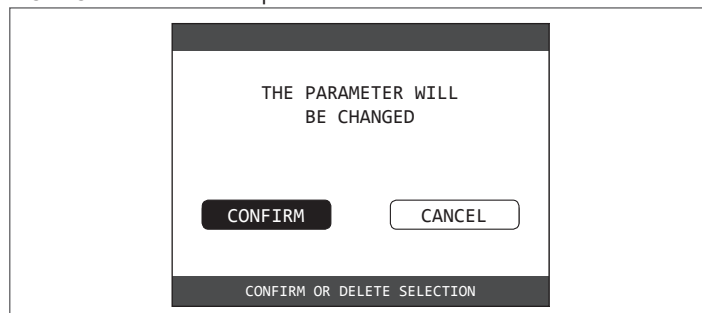 THE PARAMETER WILL
BE CHANGED
CONFIRM
CANCEL
CONFIRM OR DELETE SELECTION